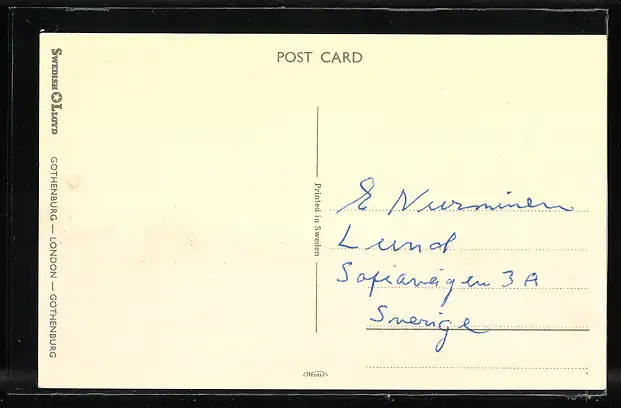 POST CARD
SWEDISH LLOYD
GOTHENBURG — LONDON — GOTHENBURG
Printed in Sweden
E Nurminen
Lund
Sofiavägen 3 A
Sverige